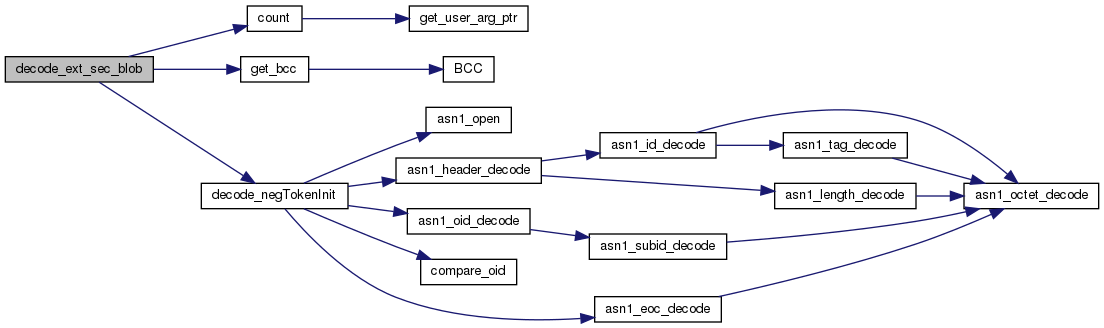 count
get_user_arg_ptr
decode_ext_sec_blob
get_bcc
BCC
asn1_open
asn1_id_decode
asn1_tag_decode
asn1_header_decode
decode_negTokenInit
asn1_length_decode
asn1_octet_decode
asn1_oid_decode
asn1_subid_decode
compare_oid
asn1_eoc_decode